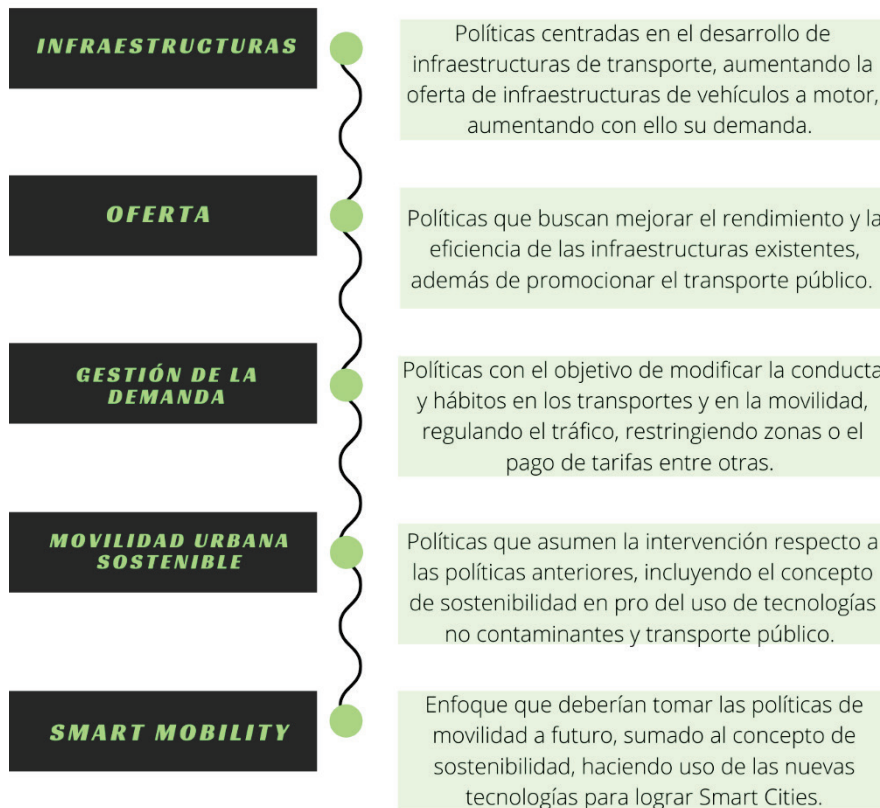 INFRAESTRUCTURAS
Políticas centradas en el desarrollo de
infraestructuras de transporte, aumentando la
oferta de infraestructuras de vehículos a motor,
aumentando con ello su demanda.
OFERTA
Políticas que buscan mejorar el rendimiento y la
eficiencia de las infraestructuras existentes,
además de promocionar el transporte público.
GESTIÓN DE LA
DEMANDA
Políticas con el objetivo de modificar la conducta
y hábitos en los transportes y en la movilidad,
regulando el tráfico, restringiendo zonas o el
pago de tarifas entre otras.
MOVILIDAD URBANA
SOSTENIBLE
Políticas que asumen la intervención respecto a
las políticas anteriores, incluyendo el concepto
de sostenibilidad en pro del uso de tecnologías
no contaminantes y transporte público.
SMART MOBILITY
Enfoque que deberían tomar las políticas de
movilidad a futuro, sumado al concepto de
sostenibilidad, haciendo uso de las nuevas
tecnologías para lograr Smart Cities.